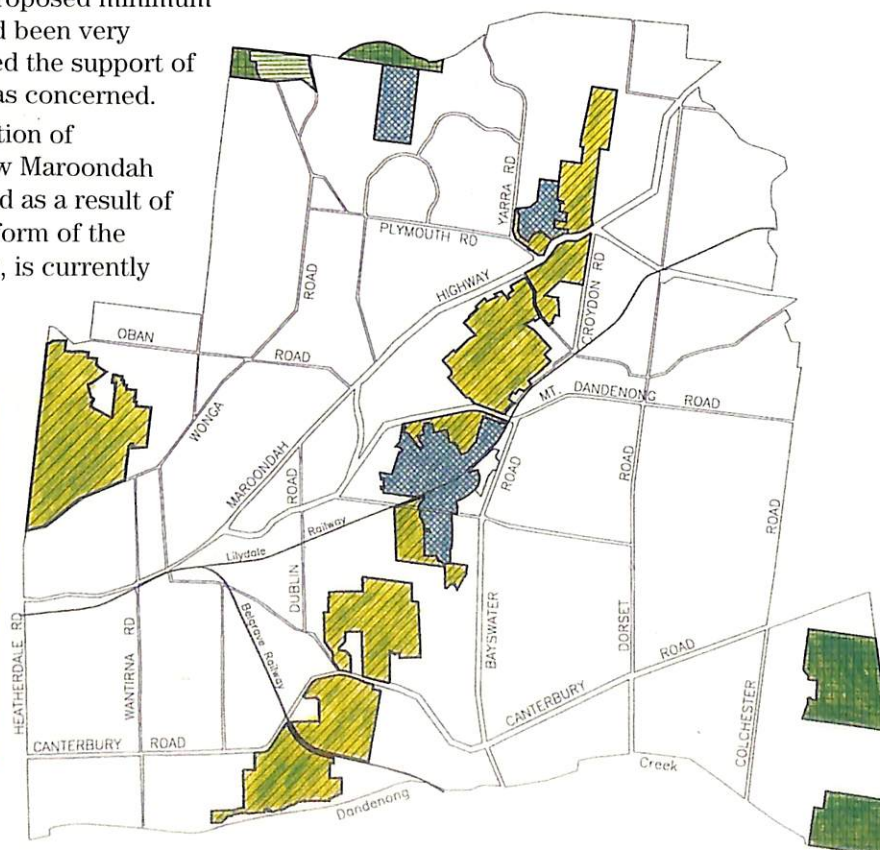 roposed minimum
d been very
ed the support of
as concerned.
tion of
w Maroondah
d as a result of
form of the
, is currently
YARRA RD
PLYMOUTH RD
HIGHWAY
ROAD
CROYDON RD
OBAN
ROAD
WONGA
MT. DANDENONG ROAD
MAROONDAH
ROAD
ROAD
ROAD
ROAD
Lilydale Railway
DUBLIN
Belgrave Railway
BAYSWATER
DORSET
HEATHERDALE RD
WANTIRNA RD
CANTERBURY ROAD
CANTERBURY ROAD
COLCHESTER
Creek
Dandenong